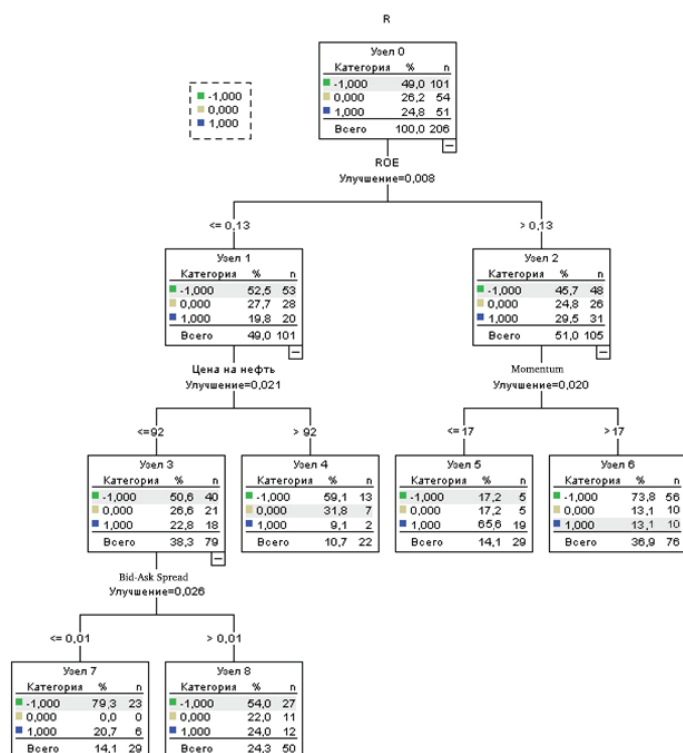 R
Узел 0
Категория % n
-1,000 49,0 101
0,000 26,2 54
1,000 24,8 51
Всего 100,0 206
-1,000
0,000
1,000
ROE
Улучшение=0,008
<= 0,13
> 0,13
Узел 1
Категория % n
-1,000 52,5 53
0,000 27,7 28
1,000 19,8 20
Всего 49,0 101
Узел 2
Категория % n
-1,000 45,7 48
0,000 24,8 26
1,000 29,5 31
Всего 51,0 105
Цена на нефть
Улучшение=0,021
Momentum
Улучшение=0,020
<=92
> 92
<=17
>17
Узел 3
Категория % n
-1,000 50,6 40
0,000 26,6 21
1,000 22,8 18
Всего 38,3 79
Узел 4
Категория % n
-1,000 59,1 13
0,000 31,8 7
1,000 9,1 2
Всего 10,7 22
Узел 5
Категория % n
-1,000 17,2 5
0,000 17,2 5
1,000 65,6 19
Всего 14,1 29
Узел 6
Категория % n
-1,000 73,8 56
0,000 13,1 10
1,000 13,1 10
Всего 36,9 76
Bid-Ask Spread
Улучшение=0,026
<= 0,01
> 0,01
Узел 7
Категория % n
-1,000 79,3 23
0,000 0,0 0
1,000 20,7 6
Всего 14,1 29
Узел 8
Категория % n
-1,000 54,0 27
0,000 22,0 11
1,000 24,0 12
Всего 24,3 50